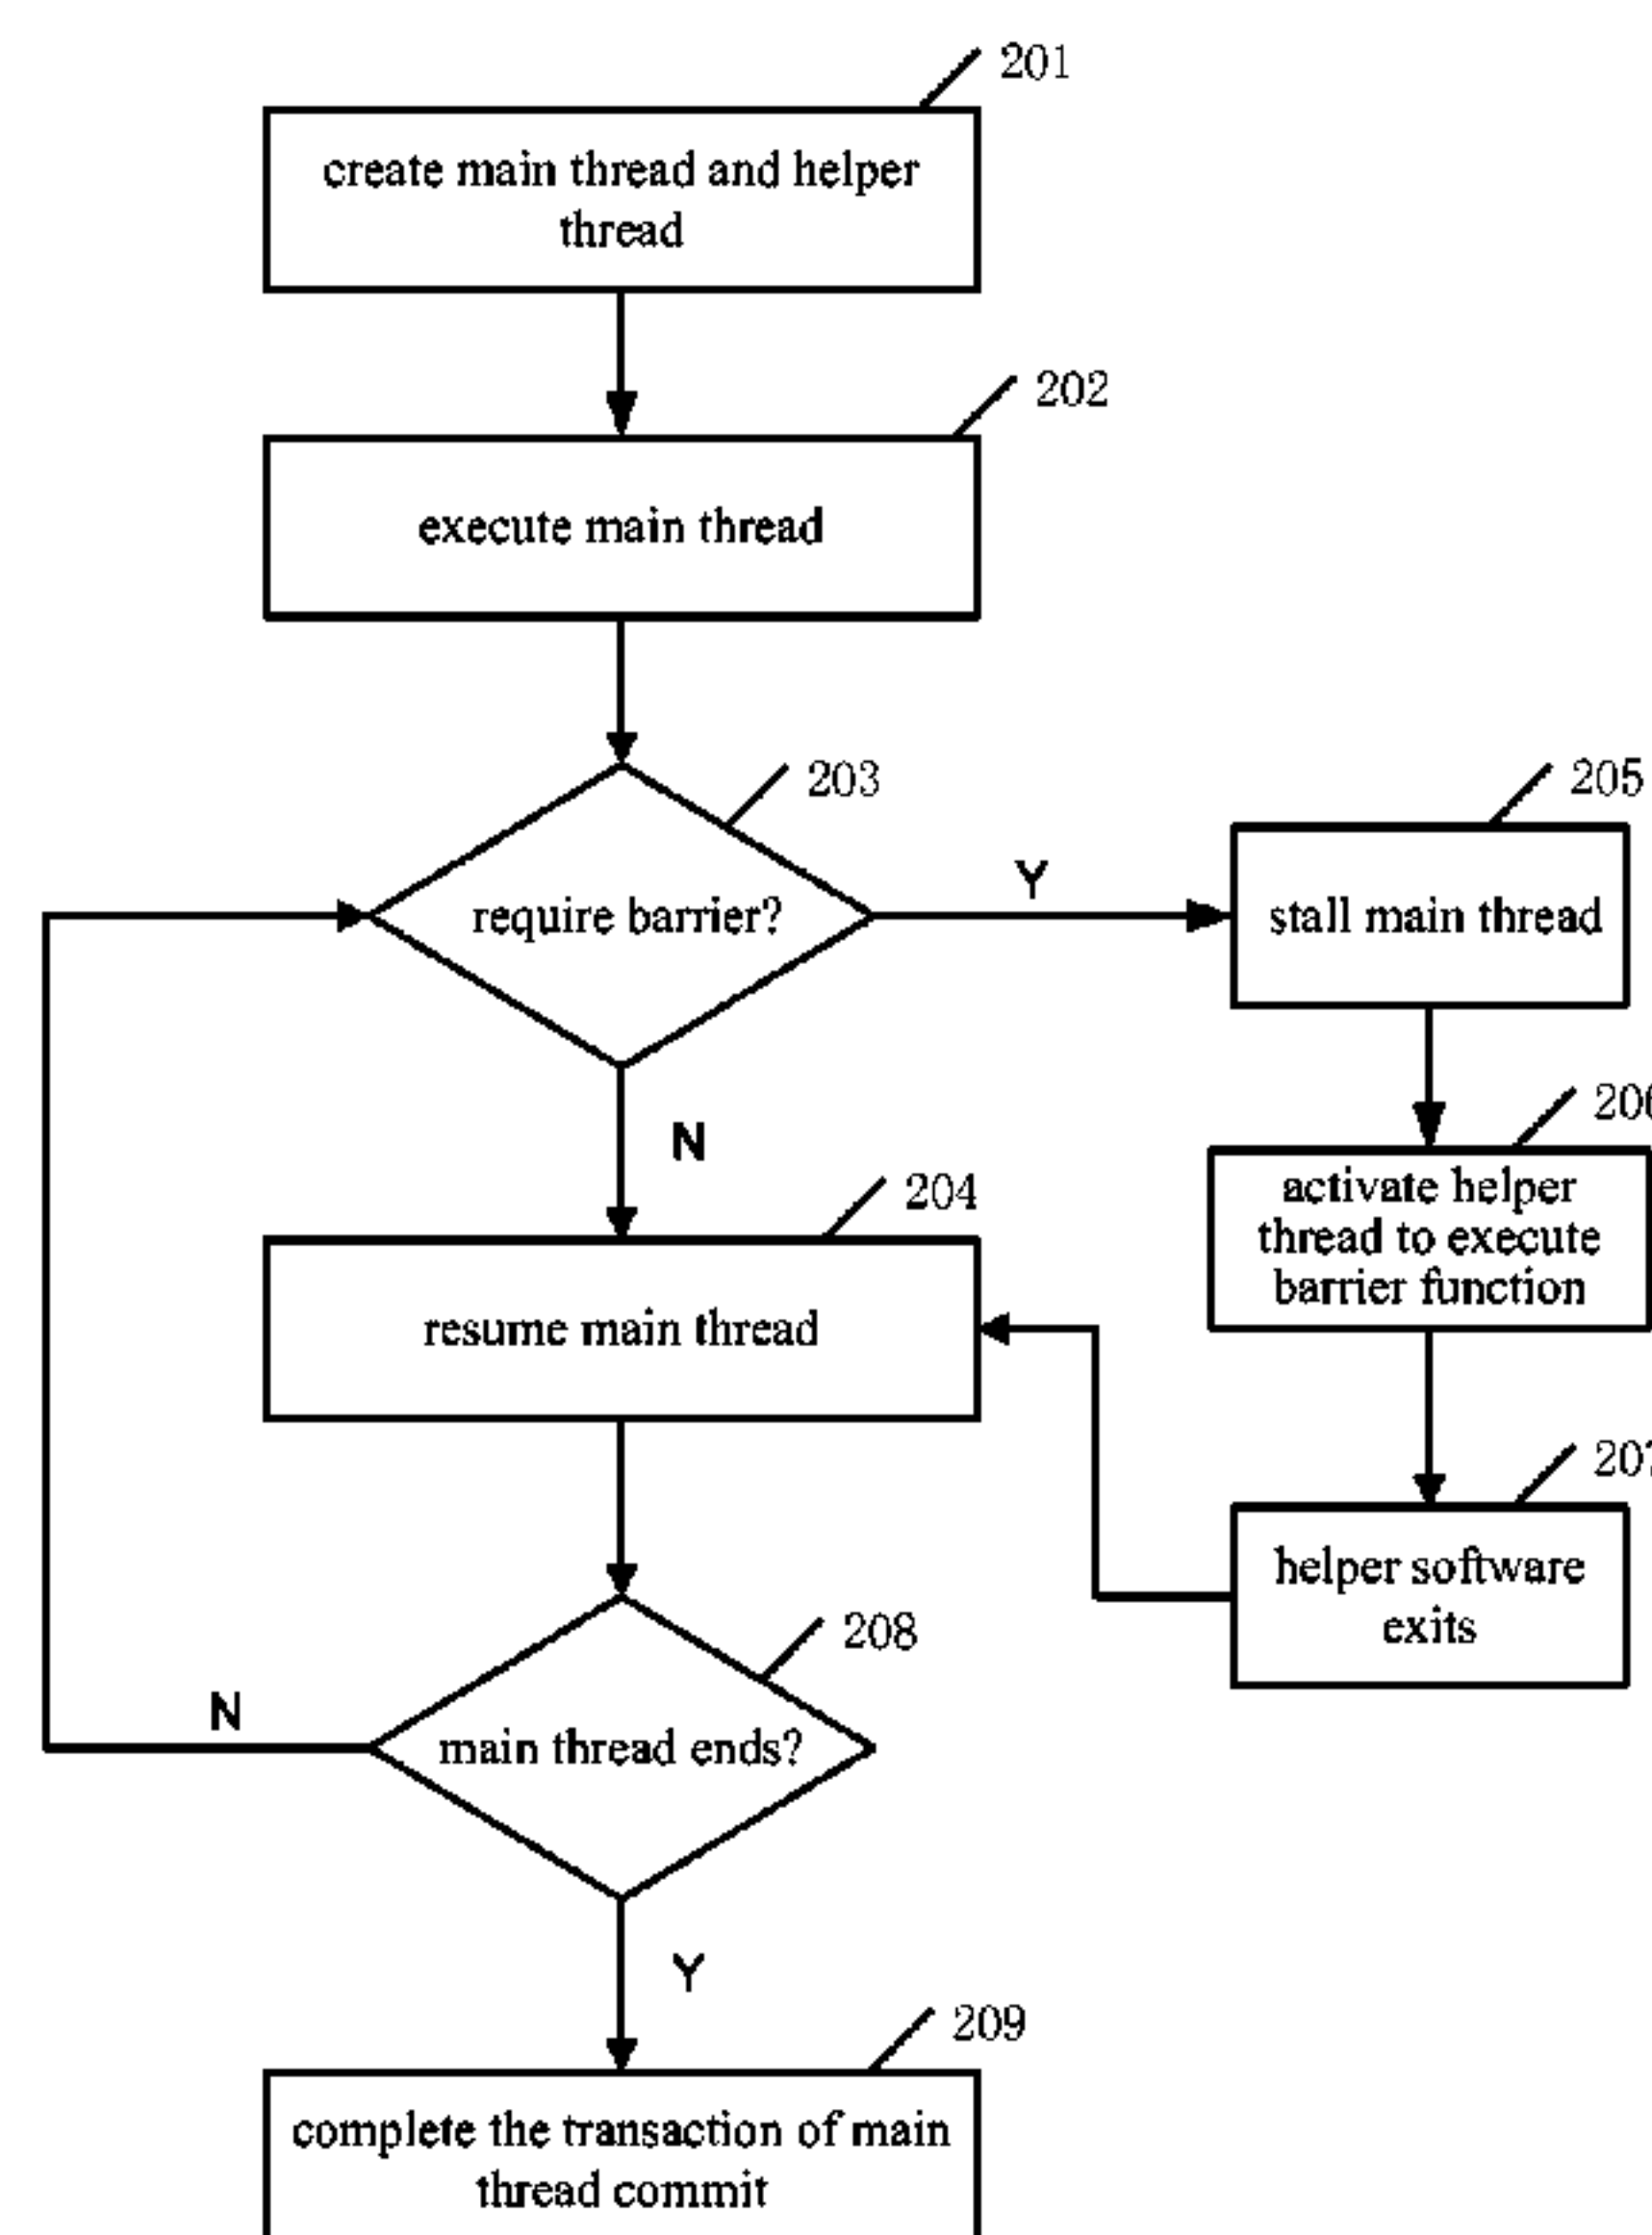 201
create main thread and helper
thread
202
execute main thread
203
require barrier?
Y
205
stall main thread
N
204
resume main thread
activate helper
thread to execute
barrier function
helper software
exits
208
main thread ends?
N
Y
209
complete the transaction of main
thread commit